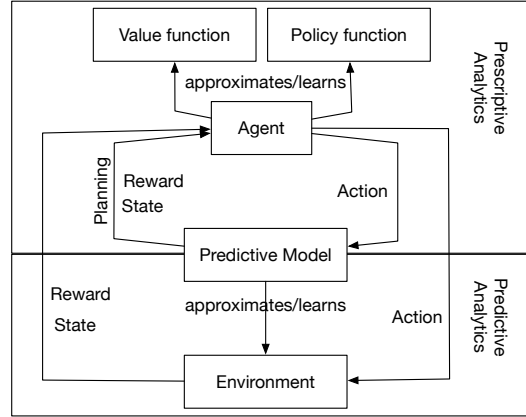 Value function
Policy function
approximates/learns
Agent
Prescriptive
Analytics
Planning
Reward
State
Action
Predictive Model
approximates/learns
Reward
State
Action
Predictive
Analytics
Environment